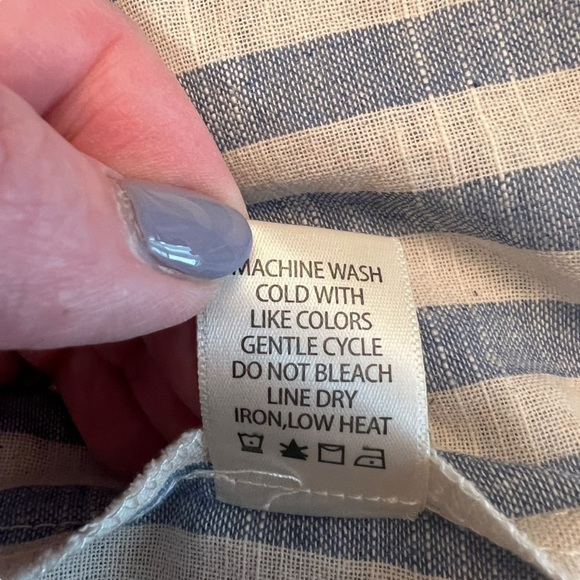 MACHINE WASH
COLD WITH
LIKE COLORS
GENTLE CYCLE
DO NOT BLEACH
LINE DRY
IRON,LOW HEAT